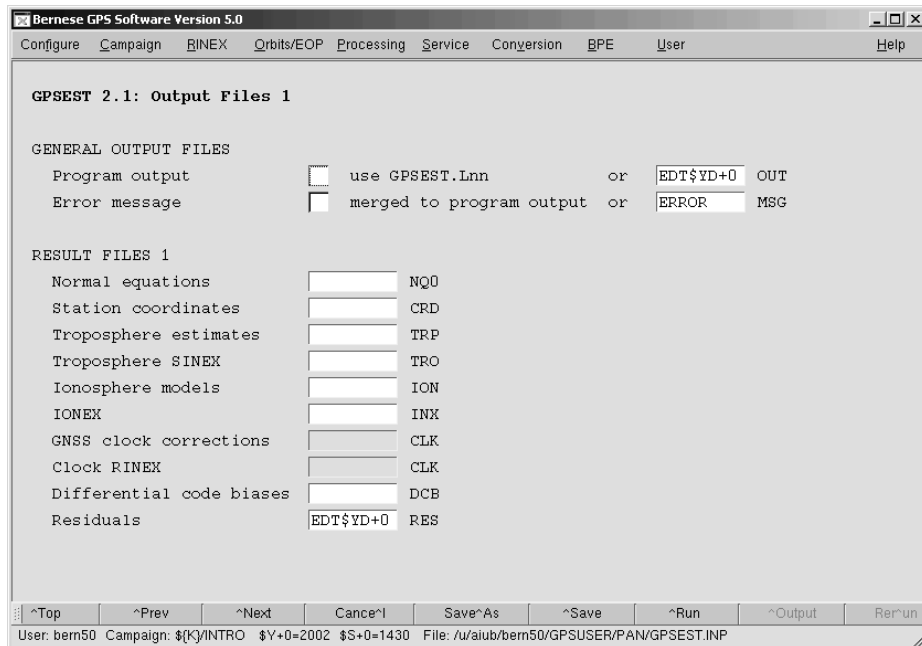 Bernese GPS Software Version 5.0
Configure Campaign RINEX Orbits/EOP Processing Service Conversion BPE User Help
GPSEST 2.1: Output Files 1
GENERAL OUTPUT FILES
Program output use GPSEST.Lnn or EDT$YD+0 OUT
Error message merged to program output or ERROR MSG
RESULT FILES 1
Normal equations NQ0
Station coordinates CRD
Troposphere estimates TRP
Troposphere SINEX TRO
Ionosphere models ION
IONEX INX
GNSS clock corrections CLK
Clock RINEX CLK
Differential code biases DCB
Residuals EDT$YD+0 RES
^Top ^Prev ^Next Cance^l Save^As ^Save ^Run ^Output Rer^un
User: bern50 Campaign: ${K}/INTRO $Y+0=2002 $S+0=1430 File: /u/aiub/bern50/GPSUSER/PAN/GPSEST.INP